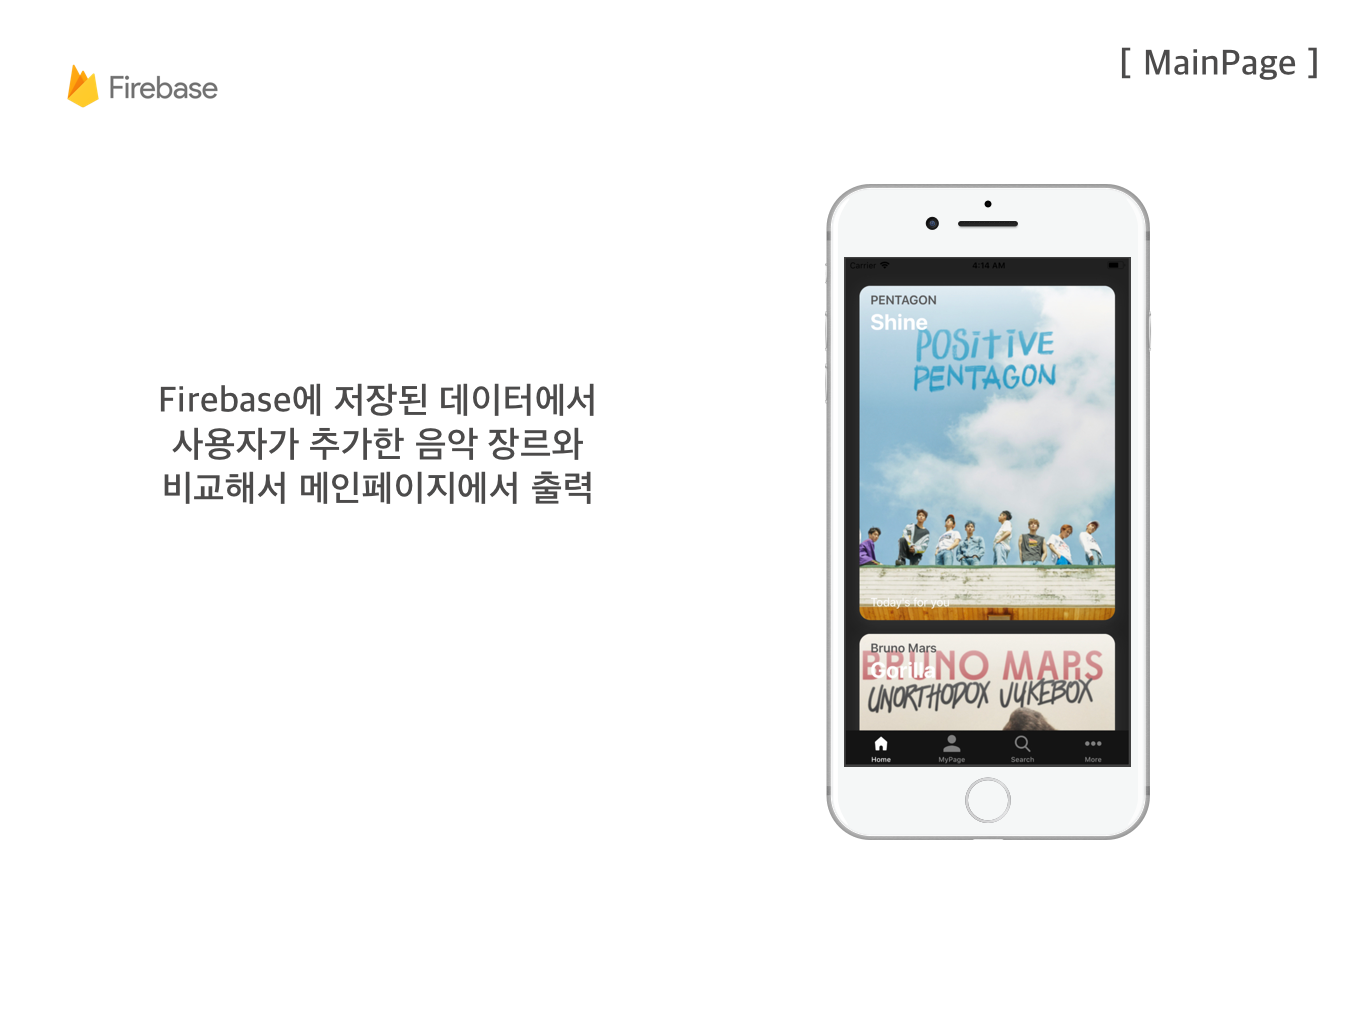 [ MainPage ]
Firebase
Firebase에 저장된 데이터에서
사용자가 추가한 음악 장르와
비교해서 메인페이지에서 출력
Carrier
4:14 AM
PENTAGON
Shine
POSITIVE
PENTAGON
Today's for you
Bruno Mars
BRUNO MARS
Gorilla
UNORTHODOX JUKEBOX
Home
MyPage
Search
More